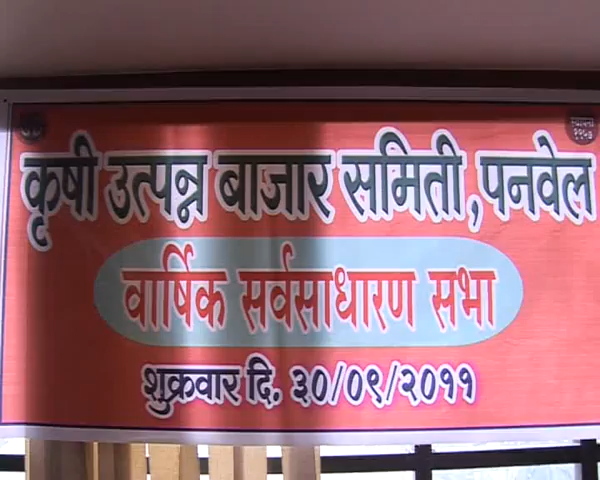 कृषी उत्पन्न बाजार समिती, पनवेल
वार्षिक सर्वसाधारण सभा
शुक्रवार दि. ३०/०९/२०११